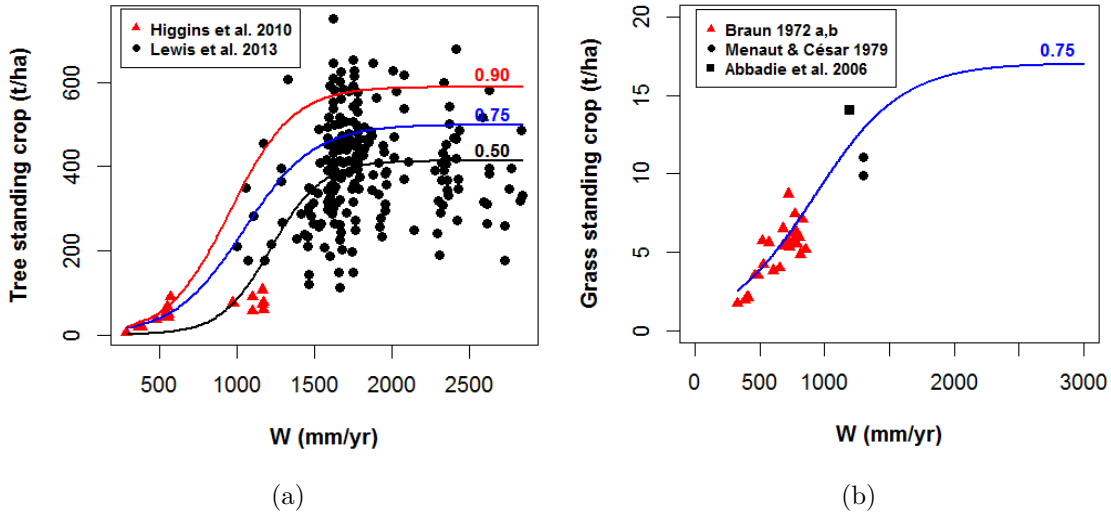 Tree standing crop (t/ha)
0 200 400 600
Higgins et al. 2010
Lewis et al. 2013
0.90
0.75
0.50
500 1000 1500 2000 2500
W (mm/yr)
(a)
Grass standing crop (t/ha)
0 5 10 15 20
Braun 1972 a,b
Menaut & César 1979
Abbadie et al. 2006
0.75
0 500 1000 2000 3000
W (mm/yr)
(b)